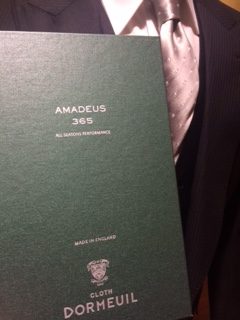 AMADEUS
365
ALL SEASONS PERFORMANCE
MADE IN ENGLAND
CLOTH
DORMEUIL